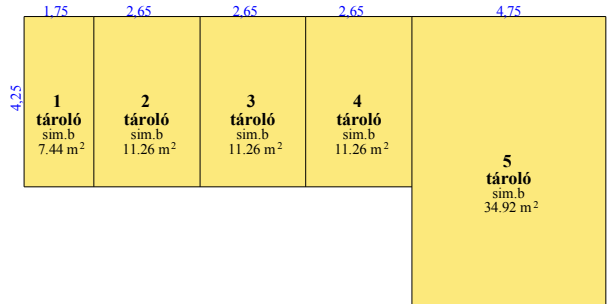 1,75 2,65 2,65 2,65 4,75
4,25
1
tároló
sim.b
7.44 m²
2
tároló
sim.b
11.26 m²
3
tároló
sim.b
11.26 m²
4
tároló
sim.b
11.26 m²
5
tároló
sim.b
34.92 m²